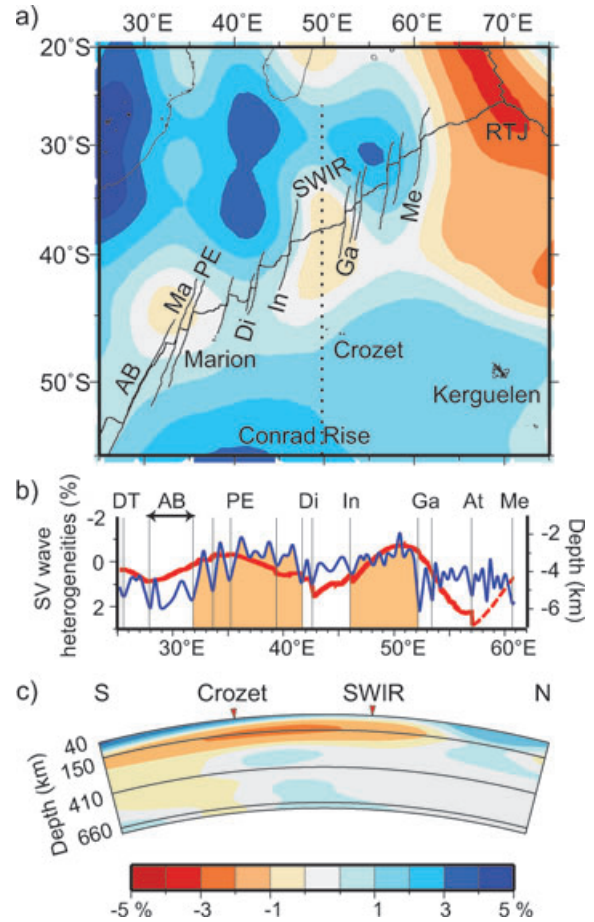 a)
30˚E 40˚E 50˚E 60˚E 70˚E
20˚S
30˚S
40˚S
50˚S
RTJ
SWIR
Me
Ga
In
Di
PE
Ma
AB
Marion
Crozet
Kerguelen
Conrad Rise
b)
DT AB PE Di In Ga At Me
SV wave
heterogeneities (%)
-2
0
2
-2
-4
-6
Depth (km)
30˚E 40˚E 50˚E 60˚E
c)
S Crozet SWIR N
40
150
410
660
Depth (km)
-5 % -3 -1 1 3 5 %